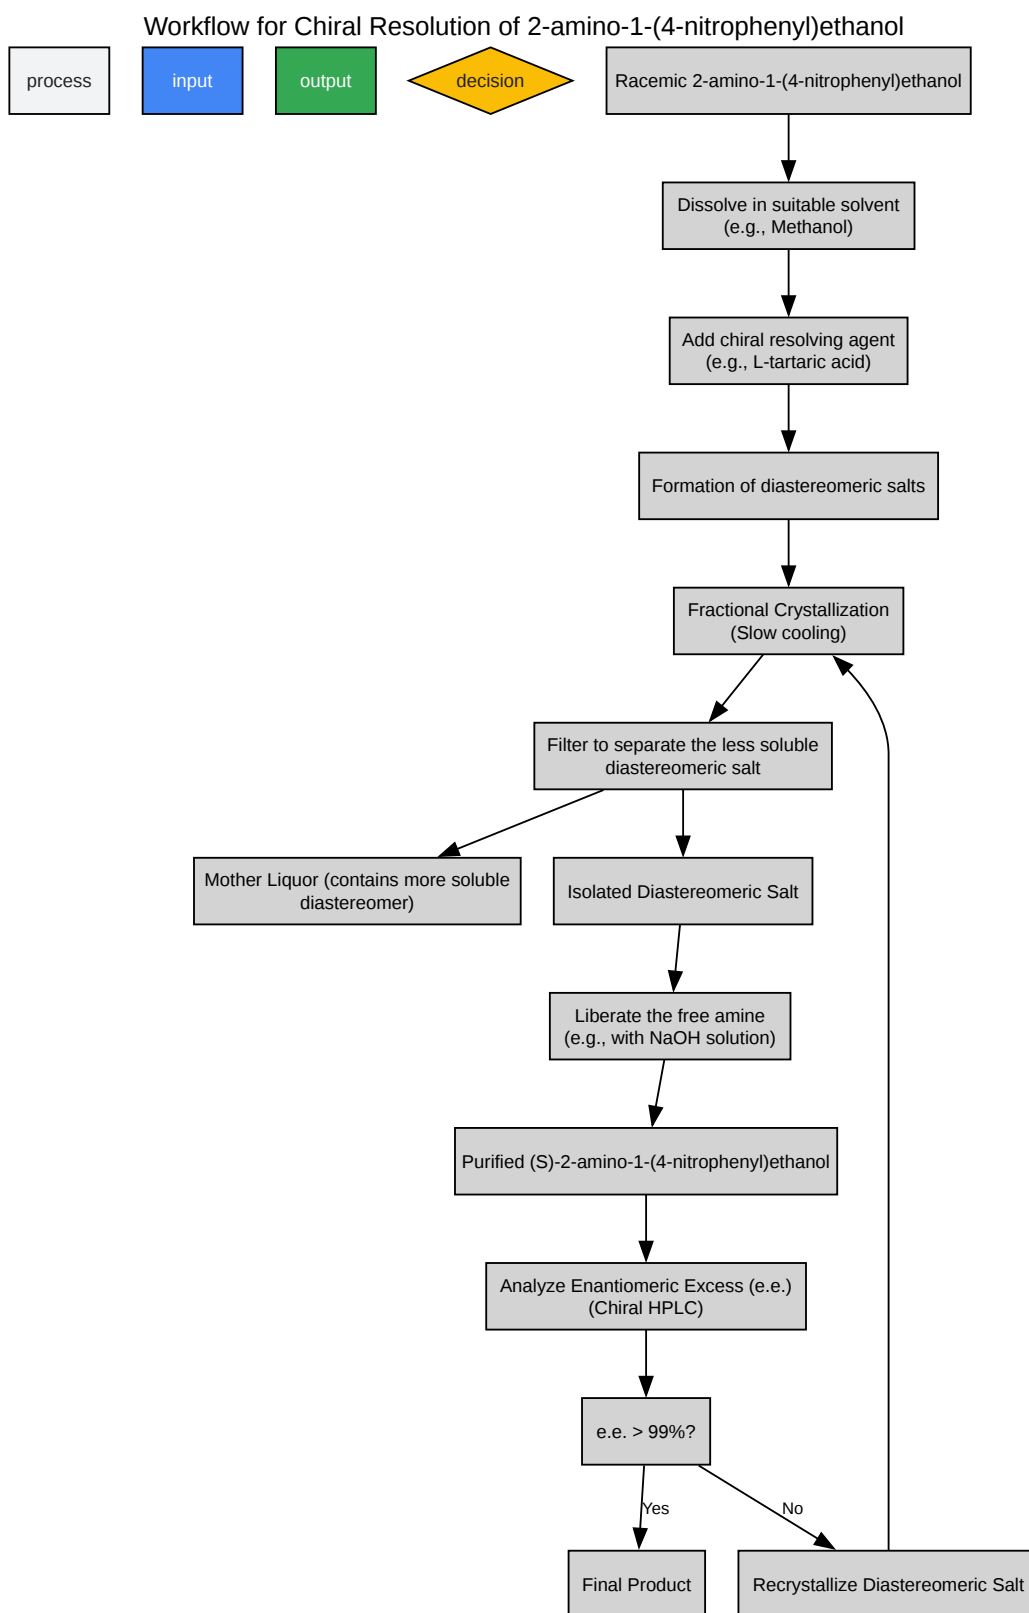 Workflow for Chiral Resolution of 2-amino-1-(4-nitrophenyl)ethanol
process
input
output
decision
Racemic 2-amino-1-(4-nitrophenyl)ethanol
Dissolve in suitable solvent
(e.g., Methanol)
Add chiral resolving agent
(e.g., L-tartaric acid)
Formation of diastereomeric salts
Fractional Crystallization
(Slow cooling)
Filter to separate the less soluble
diastereomeric salt
Mother Liquor (contains more soluble
diastereomer)
Isolated Diastereomeric Salt
Liberate the free amine
(e.g., with NaOH solution)
Purified (S)-2-amino-1-(4-nitrophenyl)ethanol
Analyze Enantiomeric Excess (e.e.)
(Chiral HPLC)
e.e. > 99%?
Yes
No
Final Product
Recrystallize Diastereomeric Salt